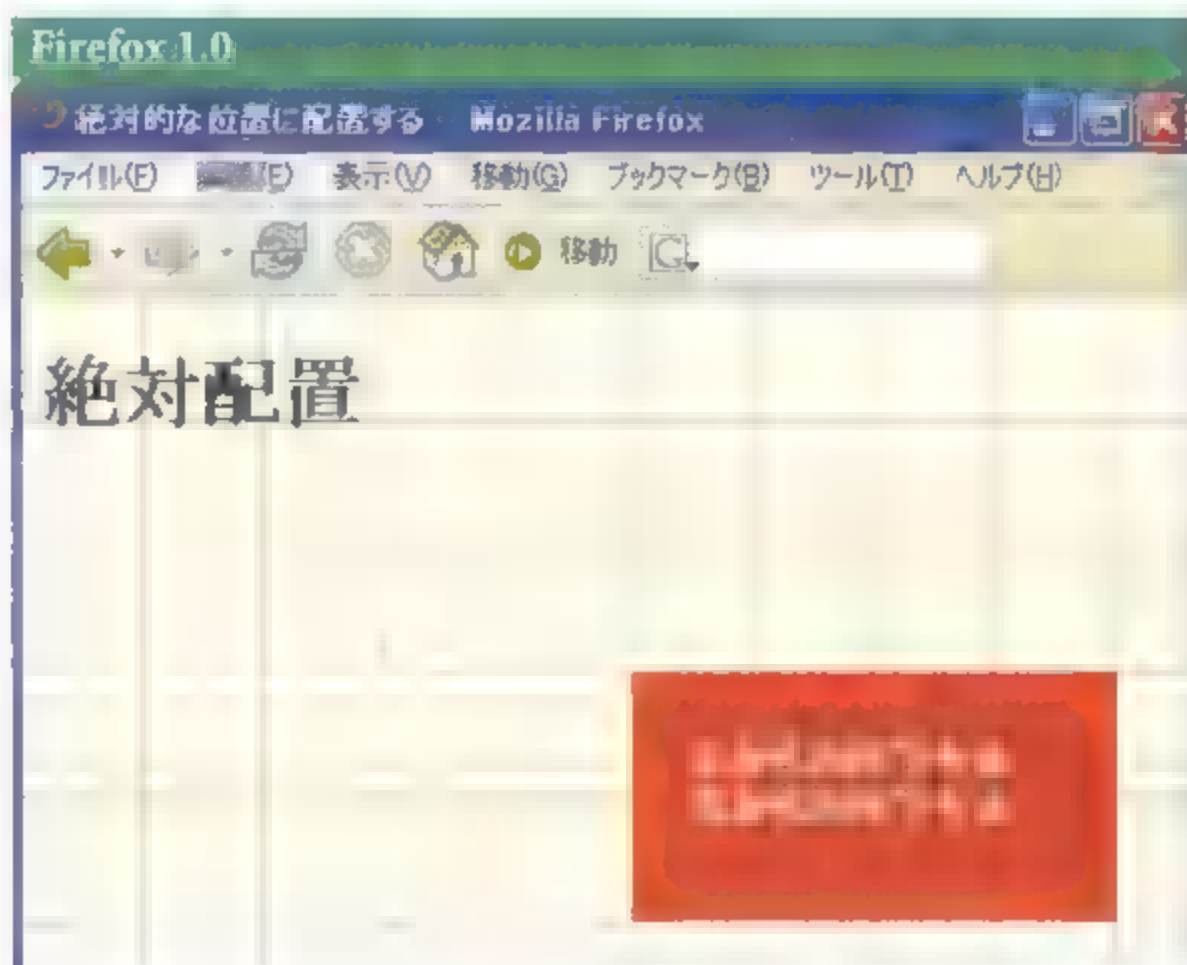 Firefox 1.0
絶対的な位置に配置する Mozilla Firefox
ファイル(F) (E) 表示(V) 移動(G) ブックマーク(B) ツール(T) ヘルプ(H)
移動 G
絶対配置